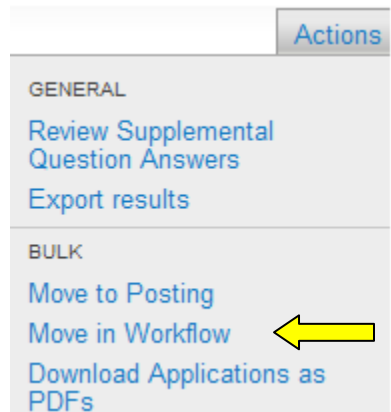 Actions
GENERAL
Review Supplemental
Question Answers
Export results
BULK
Move to Posting
Move in Workflow
Download Applications as
PDFs